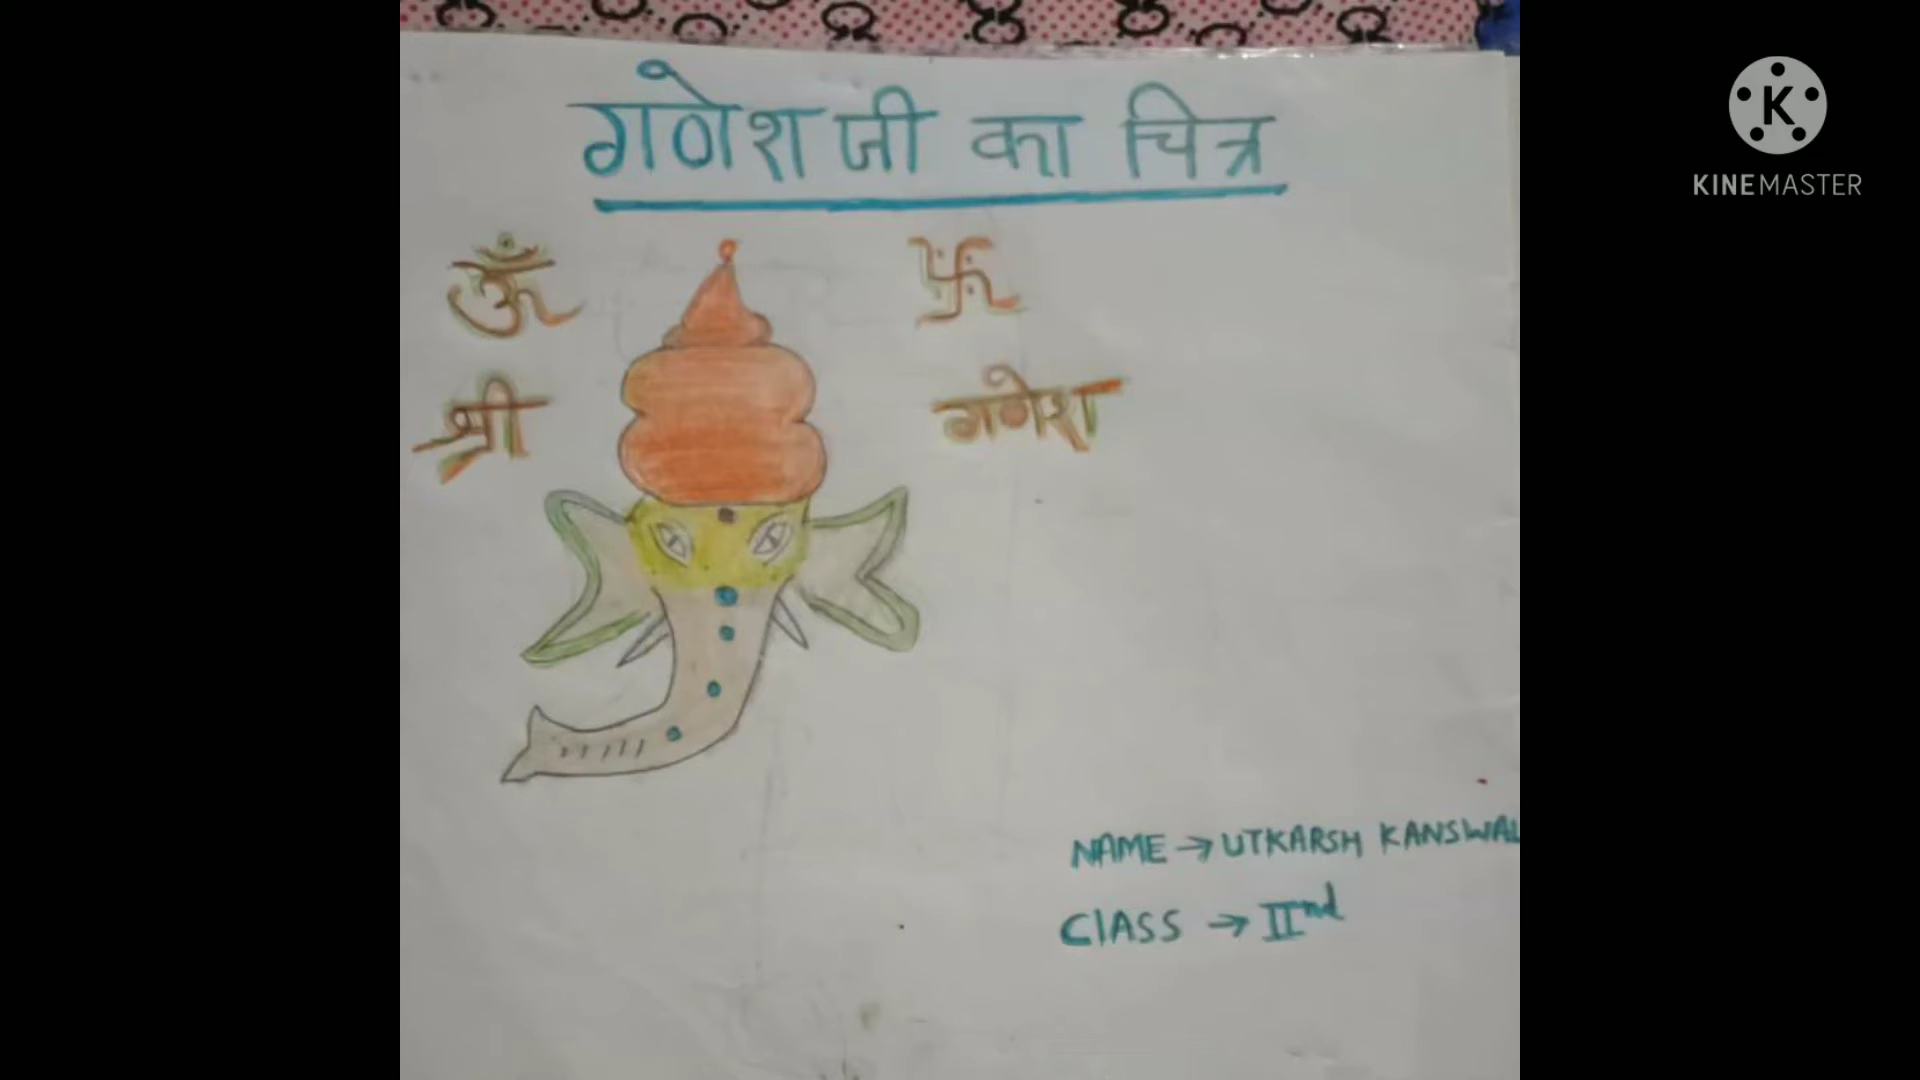 गणेश जी का चित्र
ॐ 卐
श्री गणेश
NAME → UTKARSH KANSWAL
CLASS → IInd
KINEMASTER